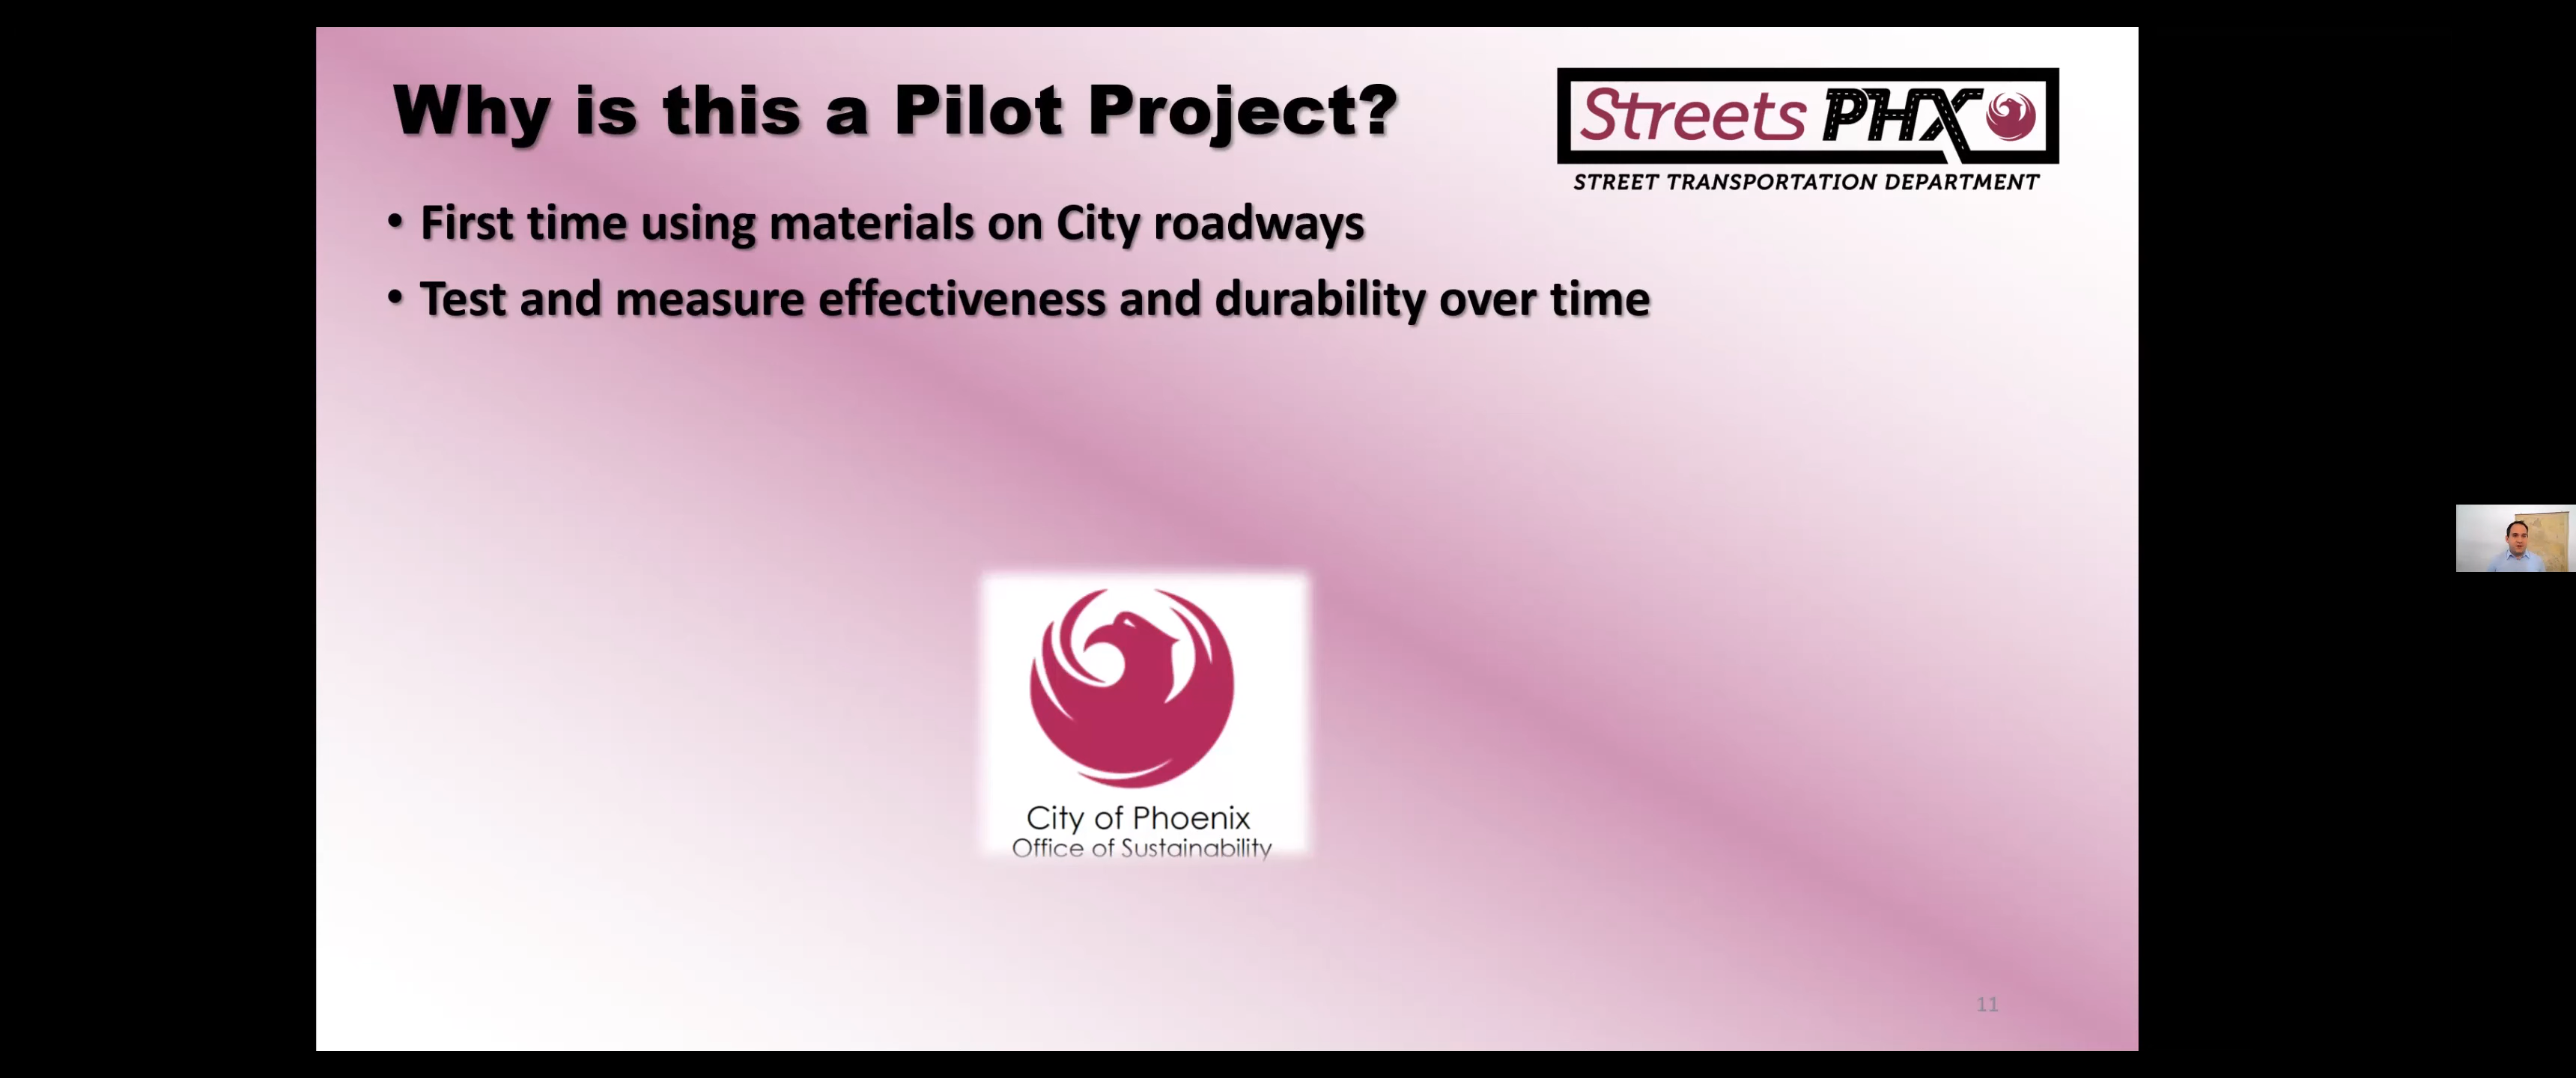 Why is this a Pilot Project?
Streets PHX
STREET TRANSPORTATION DEPARTMENT
• First time using materials on City roadways
• Test and measure effectiveness and durability over time
City of Phoenix
Office of Sustainability
11